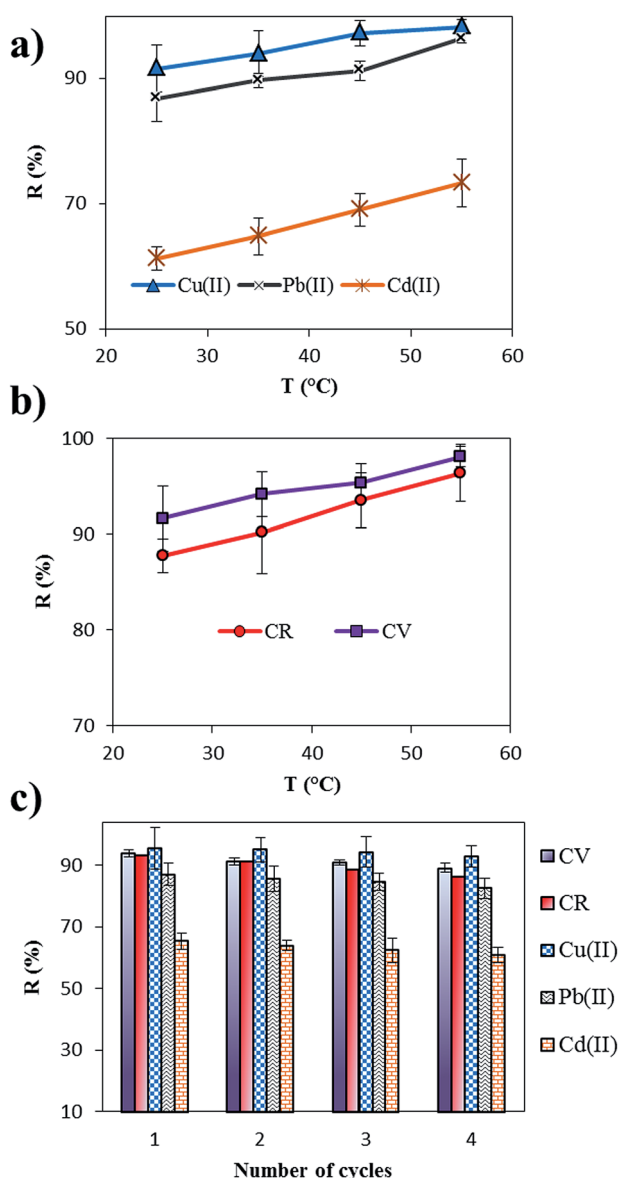 a)
R (%)
90
70
50
Cu(II) Pb(II) Cd(II)
20 30 40 50 60
T (°C)
b)
R (%)
100
90
80
70
CR CV
20 30 40 50 60
T (°C)
c)
R (%)
90
70
50
30
10
CV
CR
Cu(II)
Pb(II)
Cd(II)
1 2 3 4
Number of cycles